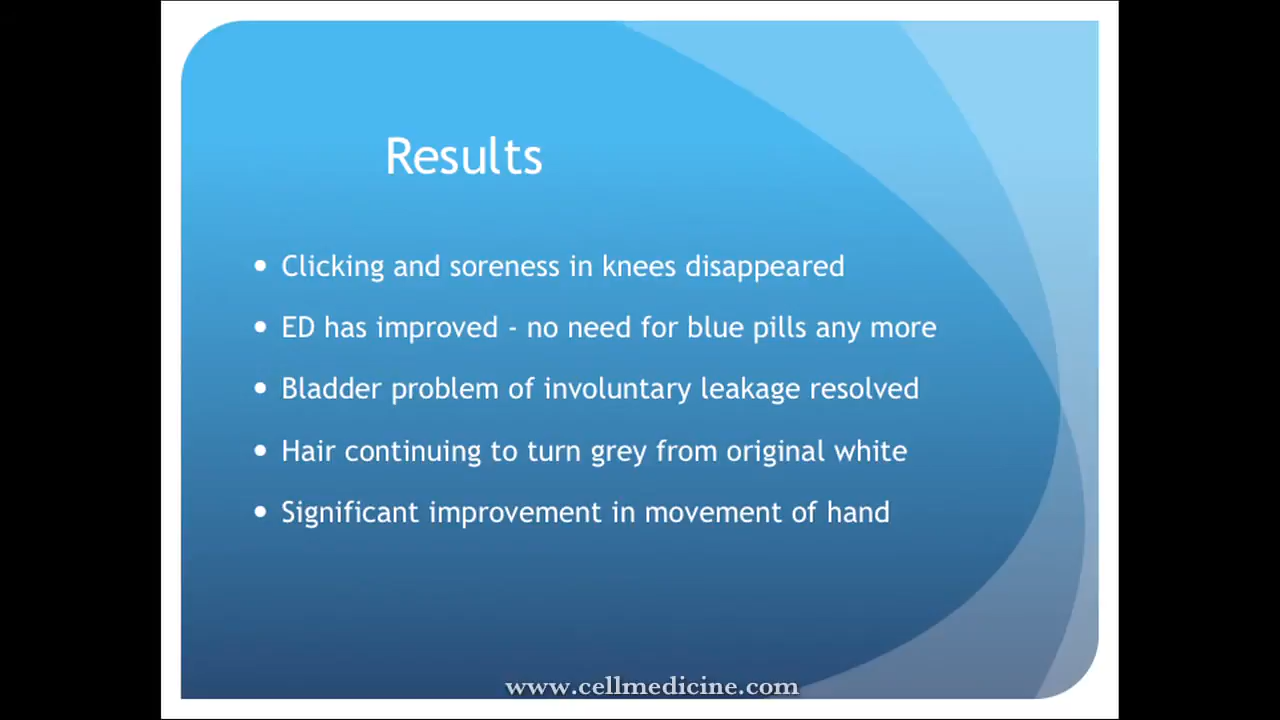 Results
• Clicking and soreness in knees disappeared
• ED has improved - no need for blue pills any more
• Bladder problem of involuntary leakage resolved
• Hair continuing to turn grey from original white
• Significant improvement in movement of hand
www.cellmedicine.com